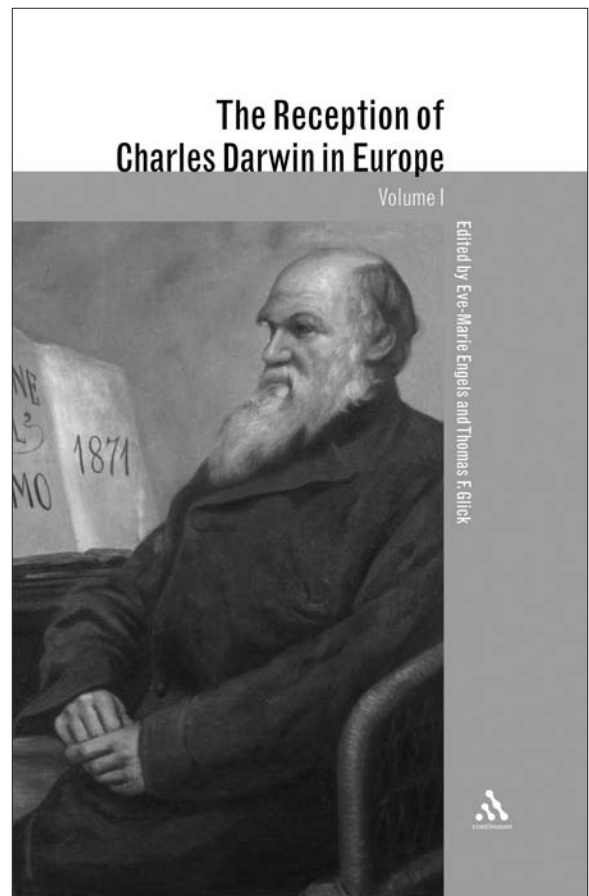 The Reception of
Charles Darwin in Europe
Volume I
Edited by Eve-Marie Engels and Thomas F. Glick
NE
L'
MO
1871
continuum